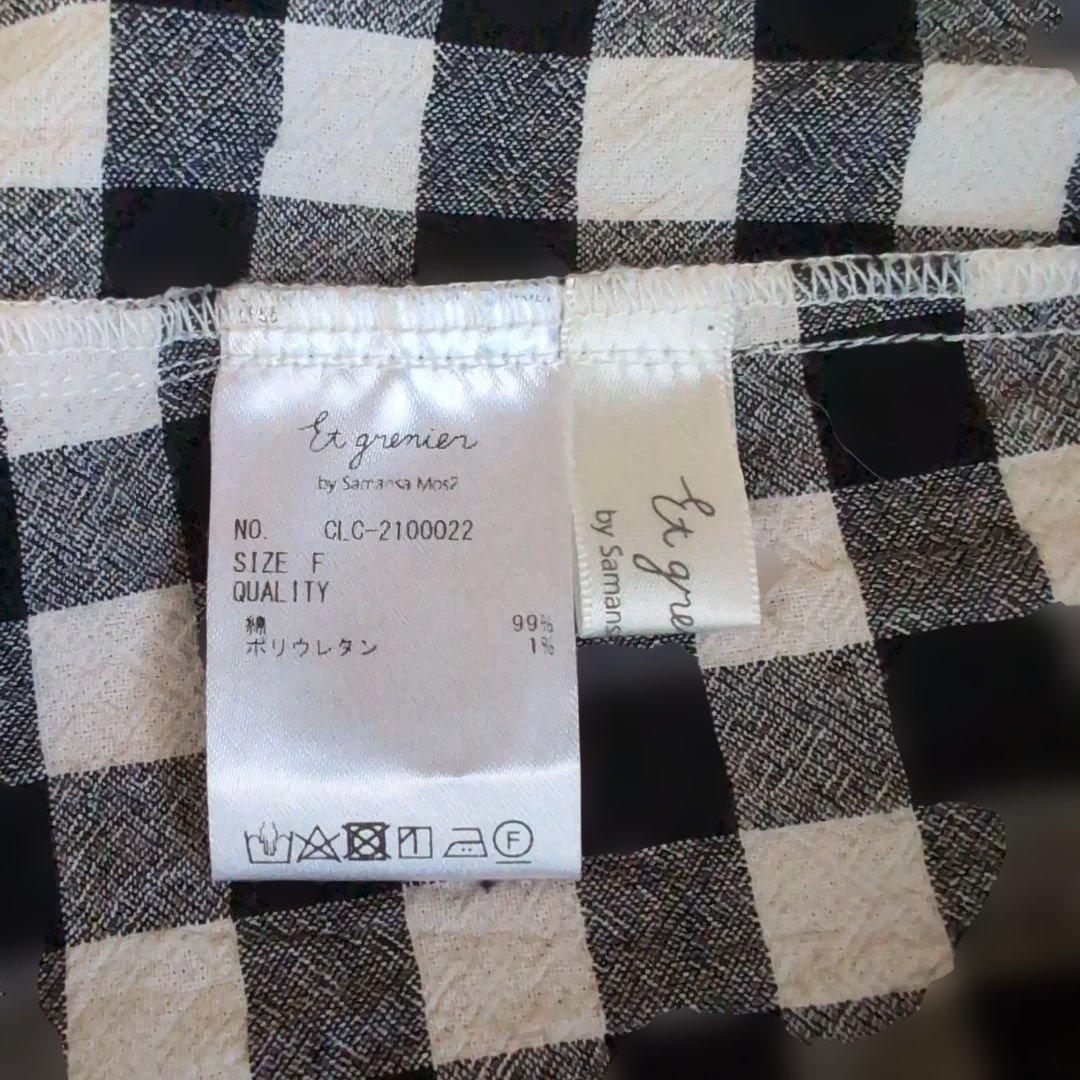 Et grenier
by Samansa Mos2
NO. CLC-2100022
SIZE F
QUALITY
綿 99%
ポリウレタン 1%
F
Et gre
by Samans